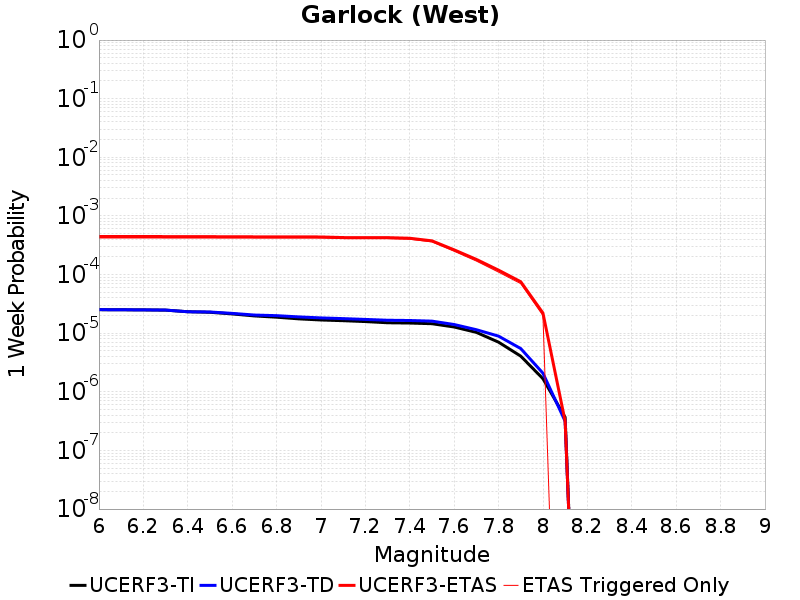 Garlock (West)
10^0
10^-1
10^-2
10^-3
10^-4
10^-5
10^-6
10^-7
10^-8
1 Week Probability
6 6.2 6.4 6.6 6.8 7 7.2 7.4 7.6 7.8 8 8.2 8.4 8.6 8.8 9
Magnitude
UCERF3-TI UCERF3-TD UCERF3-ETAS ETAS Triggered Only